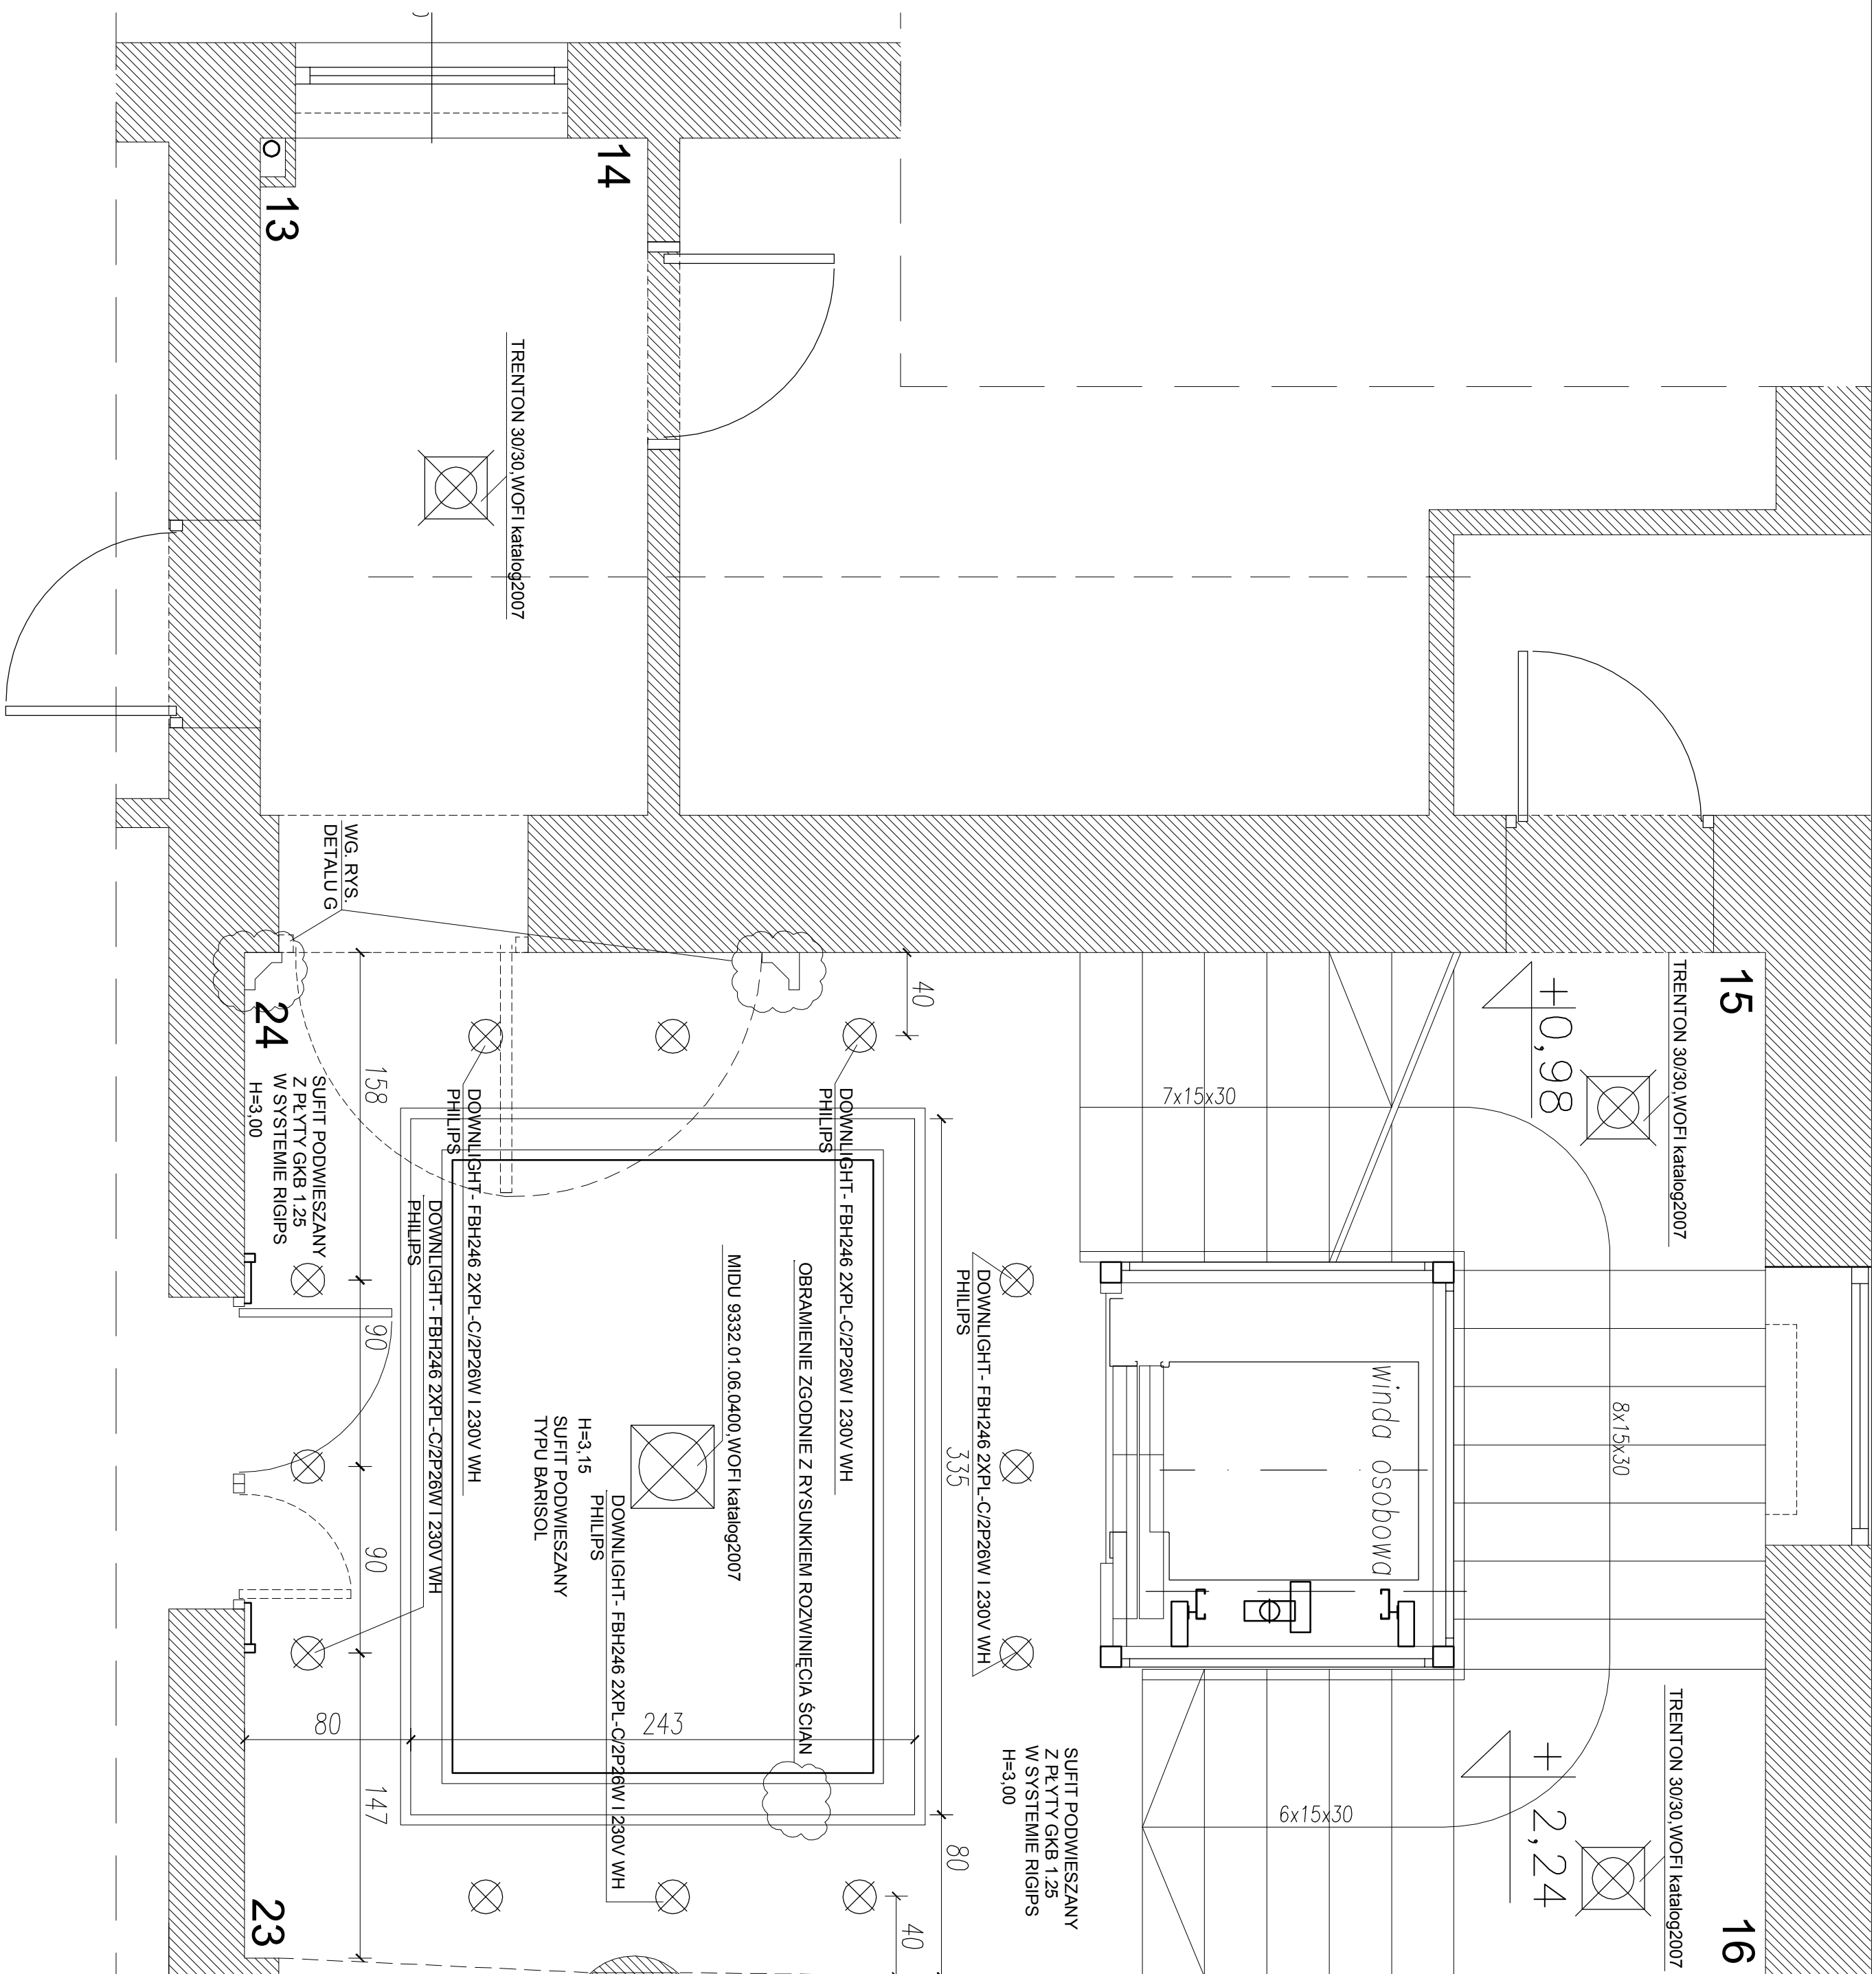 14
13
TRENTON 30/30,WOFI katalog2007
WG. RYS.
DETALU G
15
TRENTON 30/30,WOFI katalog2007
+0,98
7x15x30
8x15x30
winda osobowa
40
24
158
SUFIT PODWIESZANY
Z PŁYTY GKB 1.25
W SYSTEMIE RIGIPS
H=3,00
DOWNLIGHT- FBH246 2XPL-C/2P26W I 230V WH
PHILIPS
DOWNLIGHT- FBH246 2XPL-C/2P26W I 230V WH
PHILIPS
DOWNLIGHT- FBH246 2XPL-C/2P26W I 230V WH
PHILIPS
DOWNLIGHT- FBH246 2XPL-C/2P26W I 230V WH
PHILIPS
335
OBRAMIENIE ZGODNIE Z RYSUNKIEM ROZWINIĘCIA ŚCIAN
MIDU 9332.01.06.0400,WOFI katalog2007
H=3,15
SUFIT PODWIESZANY
TYPU BARISOL
DOWNLIGHT- FBH246 2XPL-C/2P26W I 230V WH
PHILIPS
90
90
80
243
147
SUFIT PODWIESZANY
Z PŁYTY GKB 1.25
W SYSTEMIE RIGIPS
H=3,00
6x15x30
+ 2,24
TRENTON 30/30,WOFI katalog2007
16
80
40
23